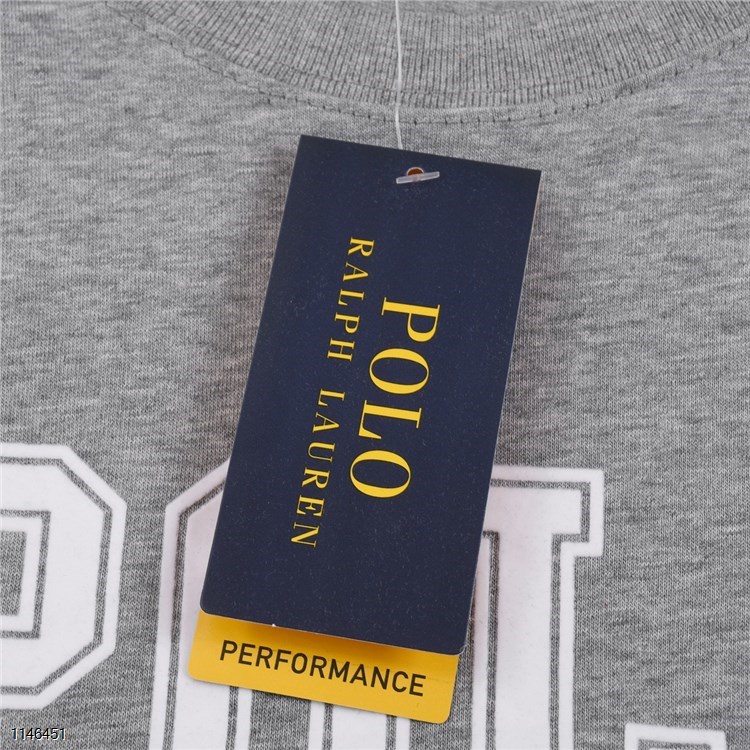 POLO
RALPH LAUREN
PERFORMANCE
1146451